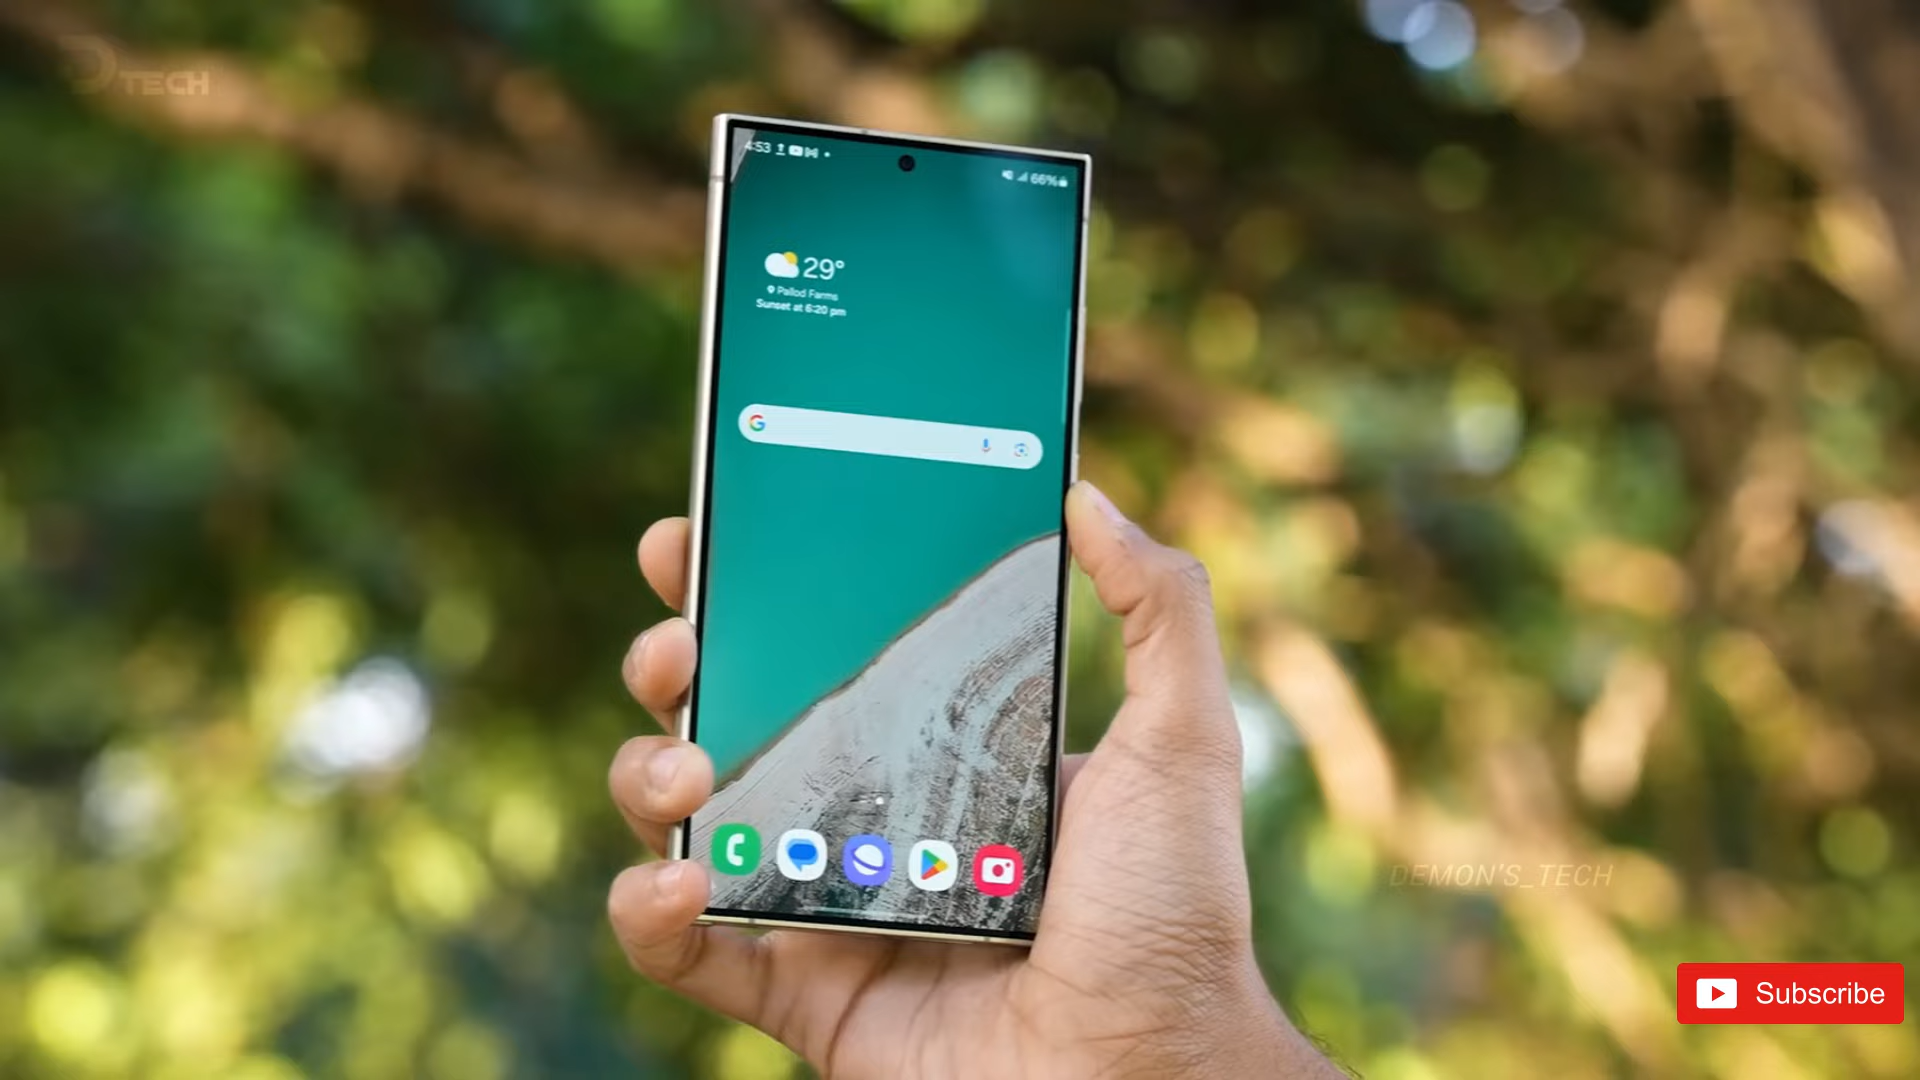 D TECH
4:53
66%
29°
Pallod Farms
Sunset at 6:20 pm
G
DEMON'S_TECH
Subscribe